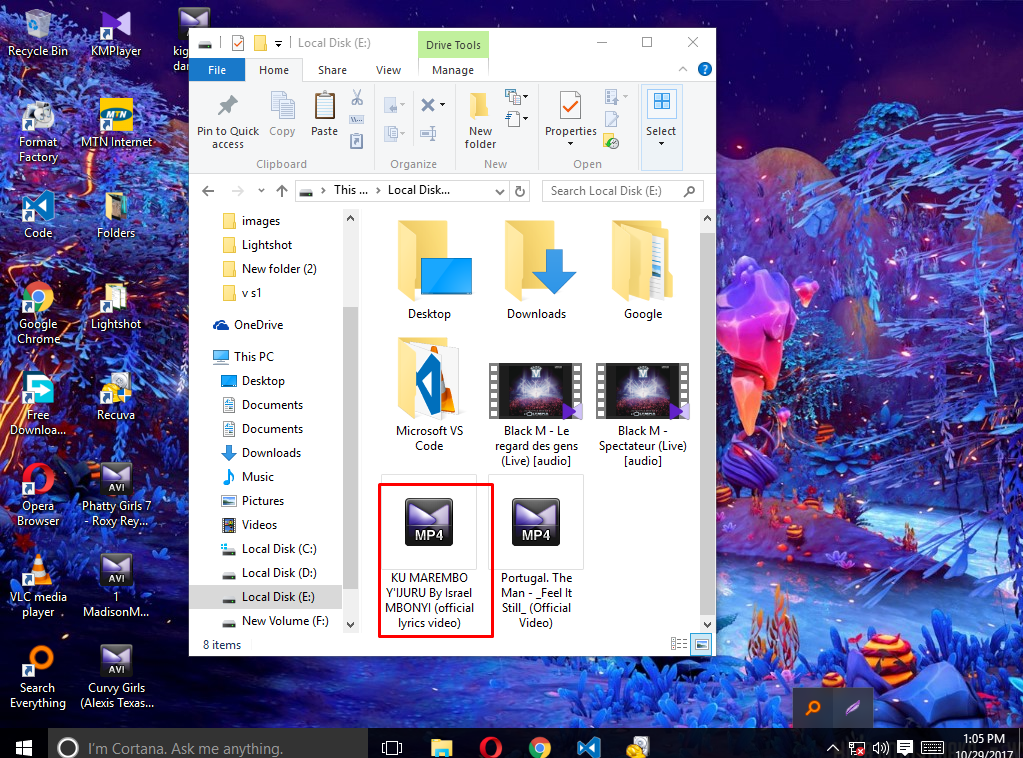 Recycle Bin
KMPlayer
kig
dan
Format
Factory
MTN
MTN Internet
Code
Folders
Google
Chrome
Lightshot
Free
Downloa...
Recuva
Opera
Browser
AVI
Phatty Girls 7
- Roxy Rey...
VLC media
player
AVI
1
MadisonM...
Search
Everything
AVI
Curvy Girls
(Alexis Texas...
Local Disk (E:)
Drive Tools
File
Home
Share
View
Manage
Pin to Quick
access
Copy
Paste
Clipboard
Organize
New
folder
New
Properties
Open
Select
This ...
Local Disk...
Search Local Disk (E:)
images
Lightshot
New folder (2)
v s1
OneDrive
This PC
Desktop
Documents
Documents
Downloads
Music
Pictures
Videos
Local Disk (C:)
Local Disk (D:)
Local Disk (E:)
New Volume (F:)
Desktop
Downloads
Google
Microsoft VS
Code
Black M - Le
regard des gens
(Live) [audio]
Black M -
Spectateur (Live)
[audio]
MP4
KU MAREMBO
Y'IJURU By Israel
MBONYI (official
lyrics video)
MP4
Portugal. The
Man - _Feel It
Still_ (Official
Video)
8 items
I'm Cortana. Ask me anything.
1:05 PM
10/29/2017